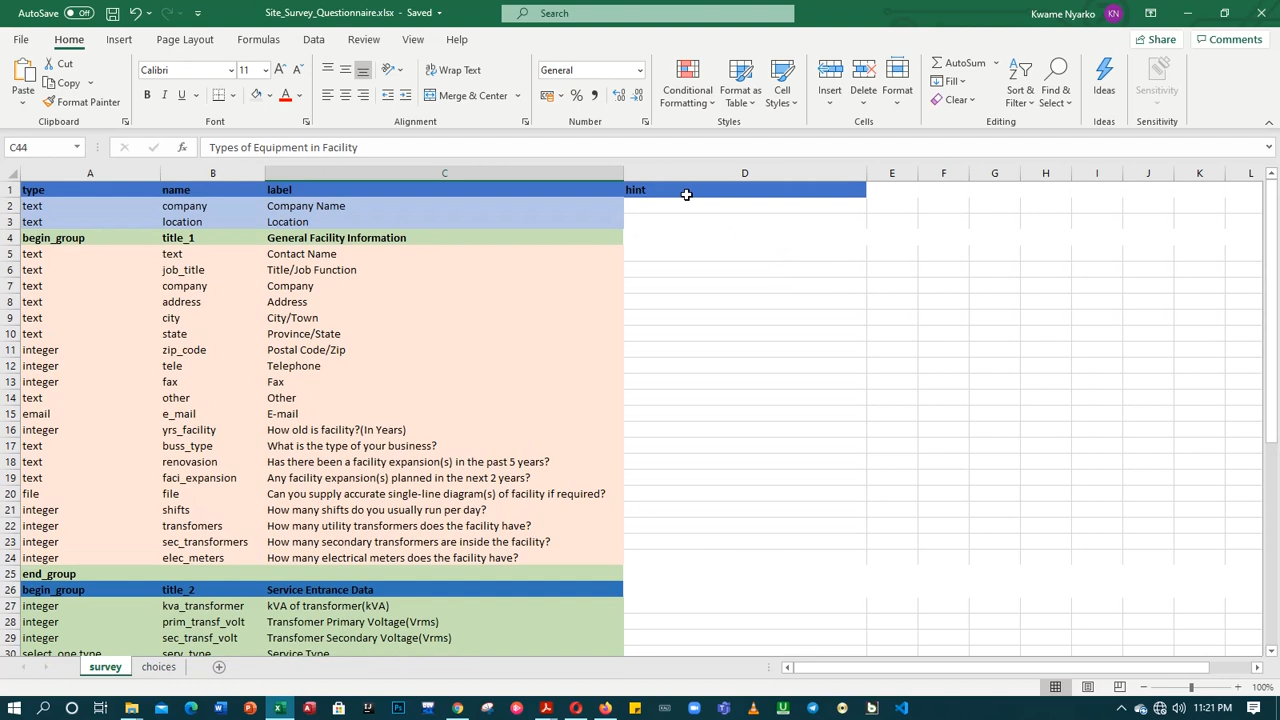 AutoSave Off Site_Survey_Questionnaire.xlsx - Saved Search Kwame Nyarko KN
File Home Insert Page Layout Formulas Data Review View Help Share Comments
Paste Cut Copy Format Painter Clipboard
Calibri 11 A A B I U A Font
Wrap Text Merge & Center Alignment
General % , Number
Conditional Formatting Format as Table Cell Styles Styles
Insert Delete Format Cells
AutoSum Fill Clear Sort & Filter Find & Select Editing
Ideas Ideas
Sensitivity Sensitivity
C44 fx Types of Equipment in Facility
A B C D E F G H I J K L
1 type name label hint
2 text company Company Name
3 text location Location
4 begin_group title_1 General Facility Information
5 text text Contact Name
6 text job_title Title/Job Function
7 text company Company
8 text address Address
9 text city City/Town
10 text state Province/State
11 integer zip_code Postal Code/Zip
12 integer tele Telephone
13 integer fax Fax
14 text other Other
15 email e_mail E-mail
16 integer yrs_facility How old is facility?(In Years)
17 text buss_type What is the type of your business?
18 text renovasion Has there been a facility expansion(s) in the past 5 years?
19 text faci_expansion Any facility expansion(s) planned in the next 2 years?
20 file file Can you supply accurate single-line diagram(s) of facility if required?
21 integer shifts How many shifts do you usually run per day?
22 integer transfomers How many utility transformers does the facility have?
23 integer sec_transformers How many secondary transformers are inside the facility?
24 integer elec_meters How many electrical meters does the facility have?
25 end_group
26 begin_group title_2 Service Entrance Data
27 integer kva_transformer kVA of transformer(kVA)
28 integer prim_transf_volt Transfomer Primary Voltage(Vrms)
29 integer sec_transf_volt Transfomer Secondary Voltage(Vrms)
30 select_one type serv_type Service Type
survey choices
100%
11:21 PM